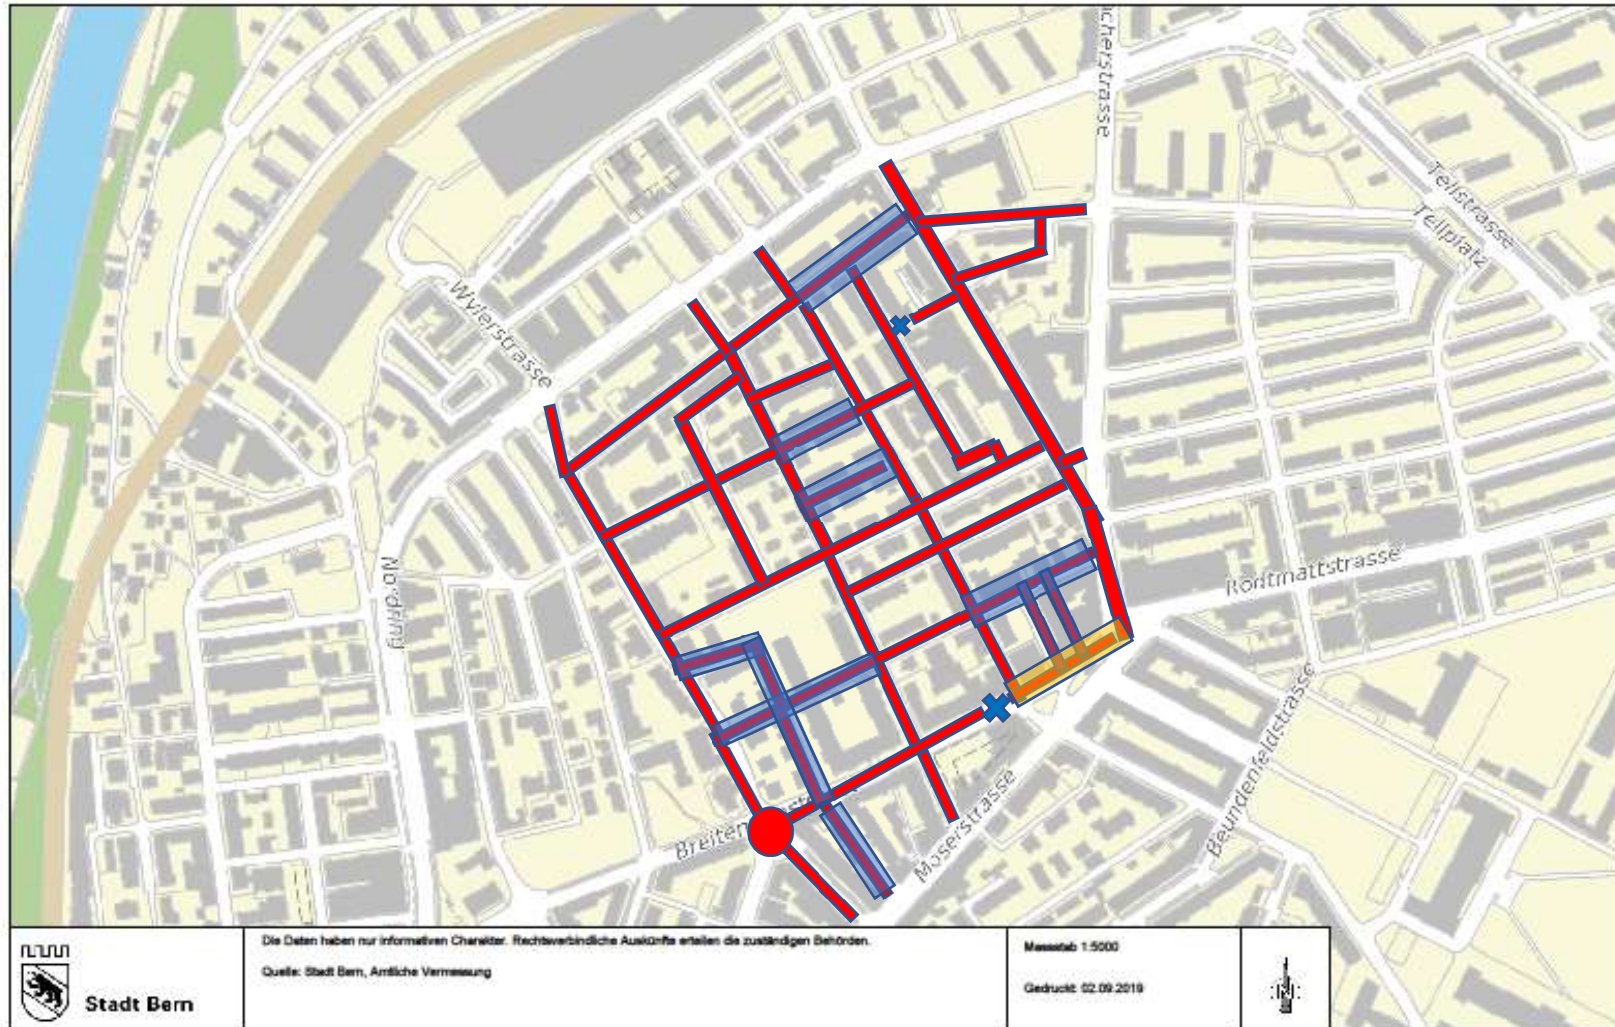 cherstrasse
Tellstrasse
Tellplatz
Wylerstrasse
Nordring
Rodtmattstrasse
Beundenfeldstrasse
Breiten
Moserstrasse
Die Daten haben nur informativen Charakter. Rechtsverbindliche Auskünfte erteilen die zuständigen Behörden.
Quelle: Stadt Bern, Amtliche Vermessung
Massstab 1:5000
Gedruckt: 02.09.2019
Stadt Bern